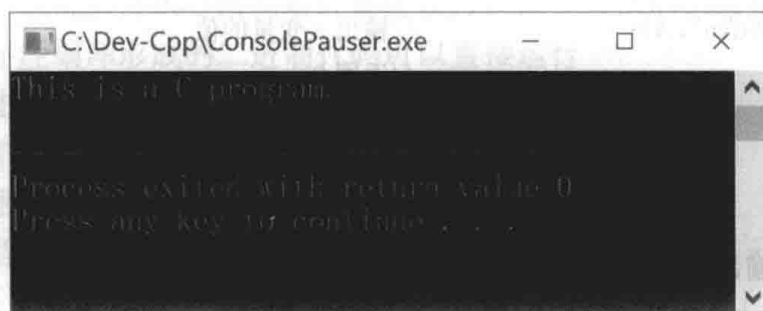 C:\Dev-Cpp\ConsolePauser.exe
This is a C program.
Process exited with return value 0
Press any key to continue . . .